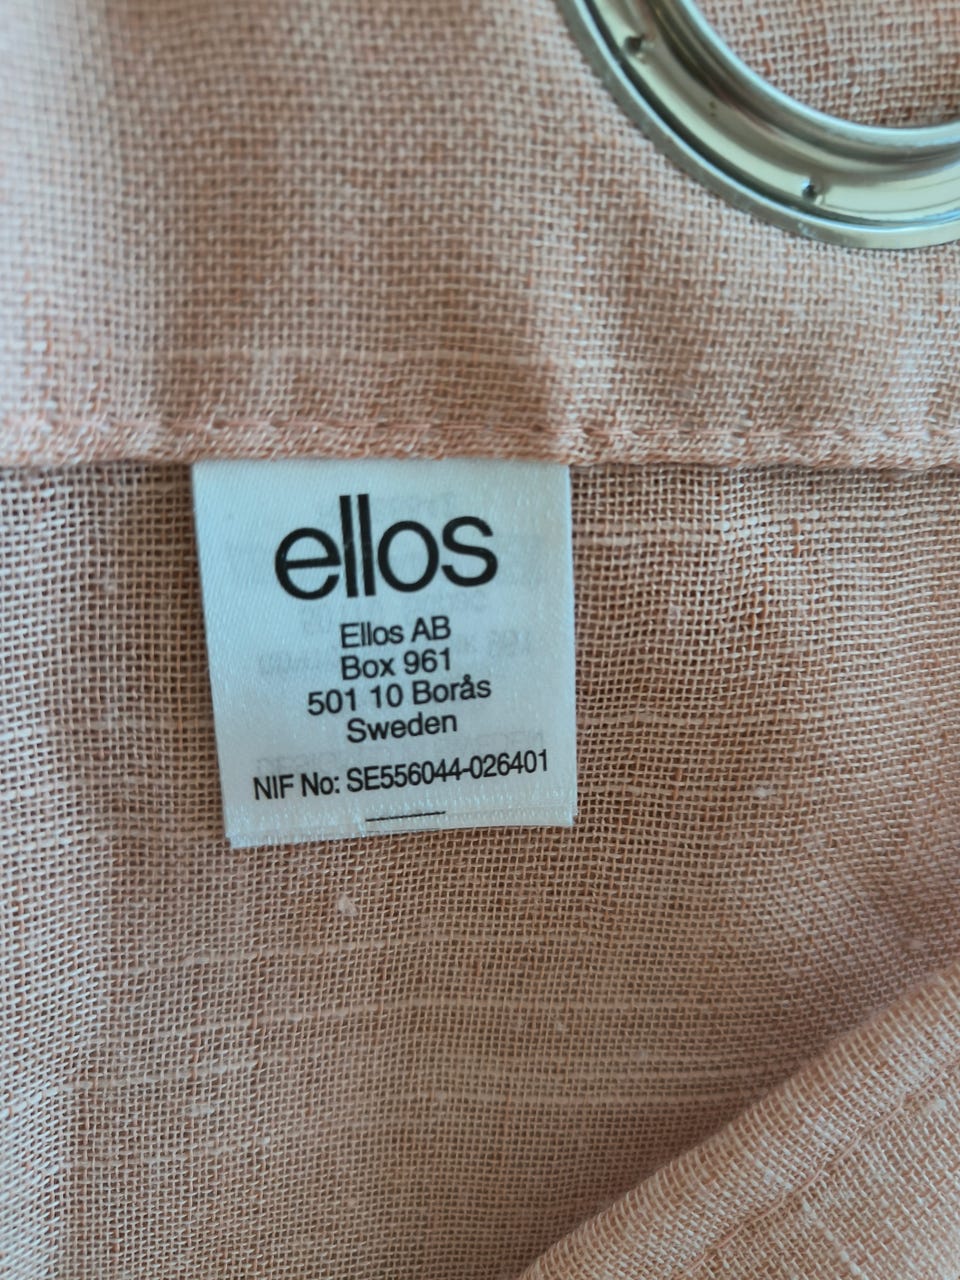 ellos
Ellos AB
Box 961
501 10 Borås
Sweden
NIF No: SE556044-026401